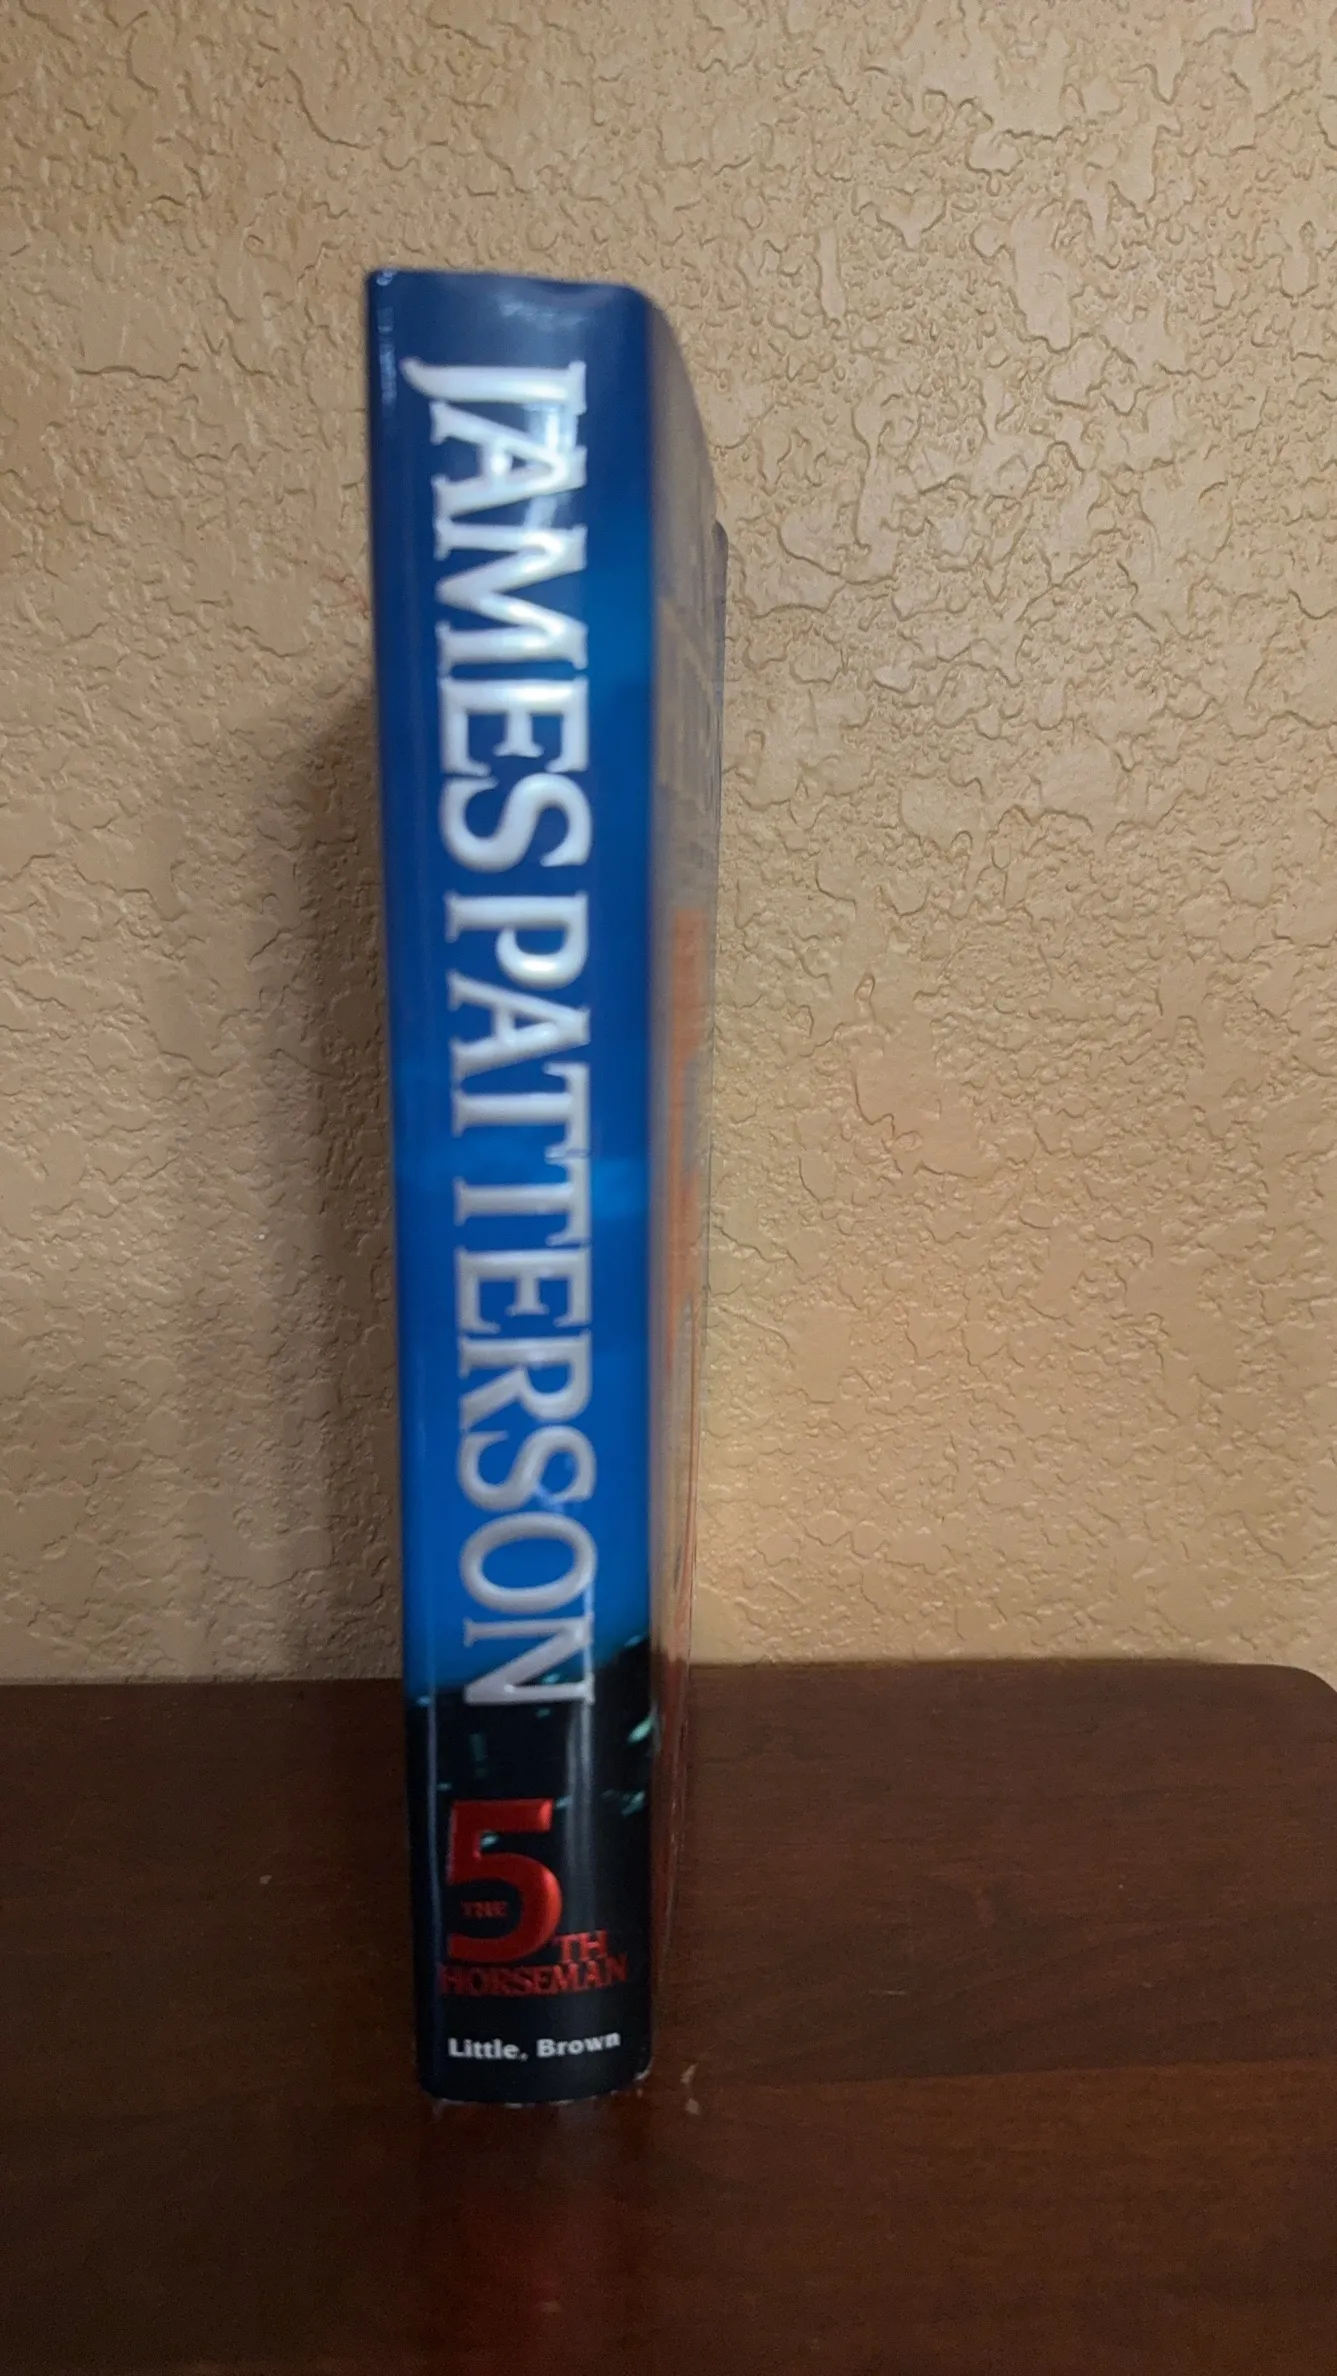 JAMES PATTERSON
THE 5TH
HORSEMAN
Little, Brown